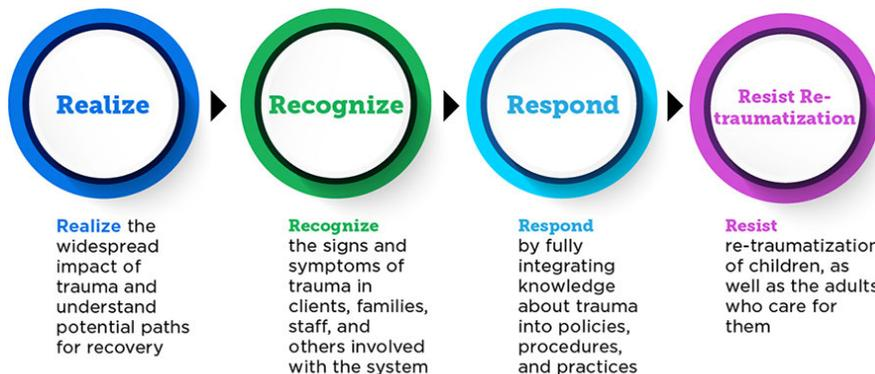 Realize
Recognize
Respond
Resist Re-
traumatization
Realize the
widespread
impact of
trauma and
understand
potential paths
for recovery
Recognize
the signs and
symptoms of
trauma in
clients, families,
staff, and
others involved
with the system
Respond
by fully
integrating
knowledge
about trauma
into policies,
procedures,
and practices
Resist
re-traumatization
of children, as
well as the adults
who care for
them